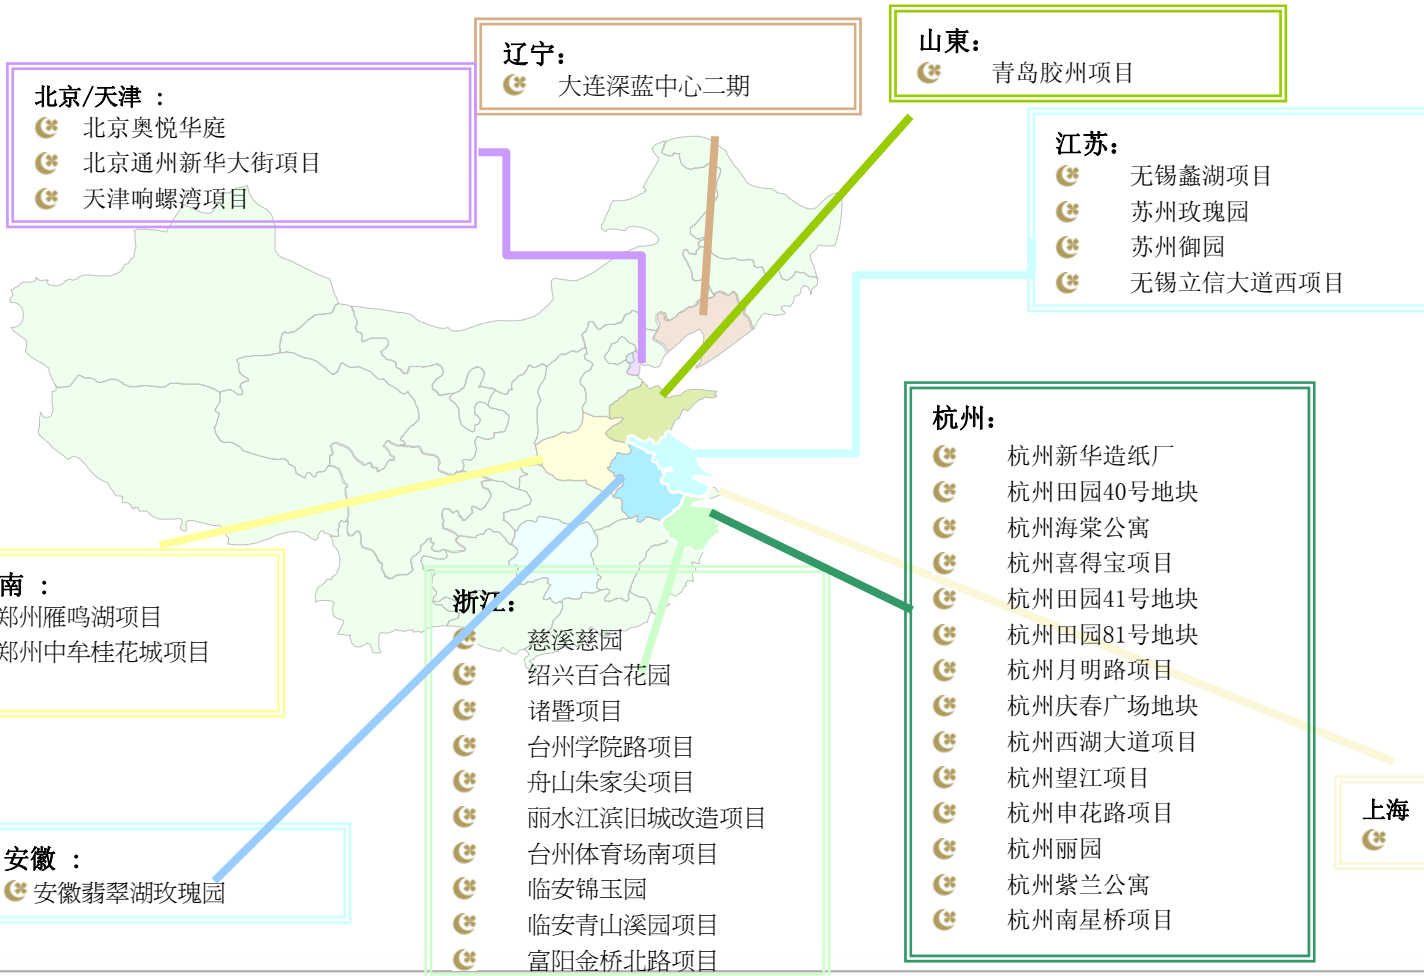 辽宁：
大连深蓝中心二期
山東：
青岛胶州项目
北京/天津 ：
北京奥悦华庭
北京通州新华大街項目
天津响螺湾項目
江苏：
无锡蠡湖项目
苏州玫瑰园
苏州御园
无锡立信大道西项目
杭州：
杭州新华造纸厂
杭州田园40号地块
杭州海棠公寓
杭州喜得宝项目
杭州田园41号地块
杭州田园81号地块
杭州月明路项目
杭州庆春广场地块
杭州西湖大道项目
杭州望江项目
杭州申花路项目
杭州丽园
杭州紫兰公寓
杭州南星桥项目
南 ：
郑州雁鸣湖项目
郑州中牟桂花城项目
浙江：
慈溪慈园
绍兴百合花园
诸暨项目
台州学院路项目
舟山朱家尖项目
丽水江滨旧城改造项目
台州体育场南项目
临安锦玉园
临安青山溪园项目
富阳金桥北路项目
安徽 ：
安徽翡翠湖玫瑰园
上海